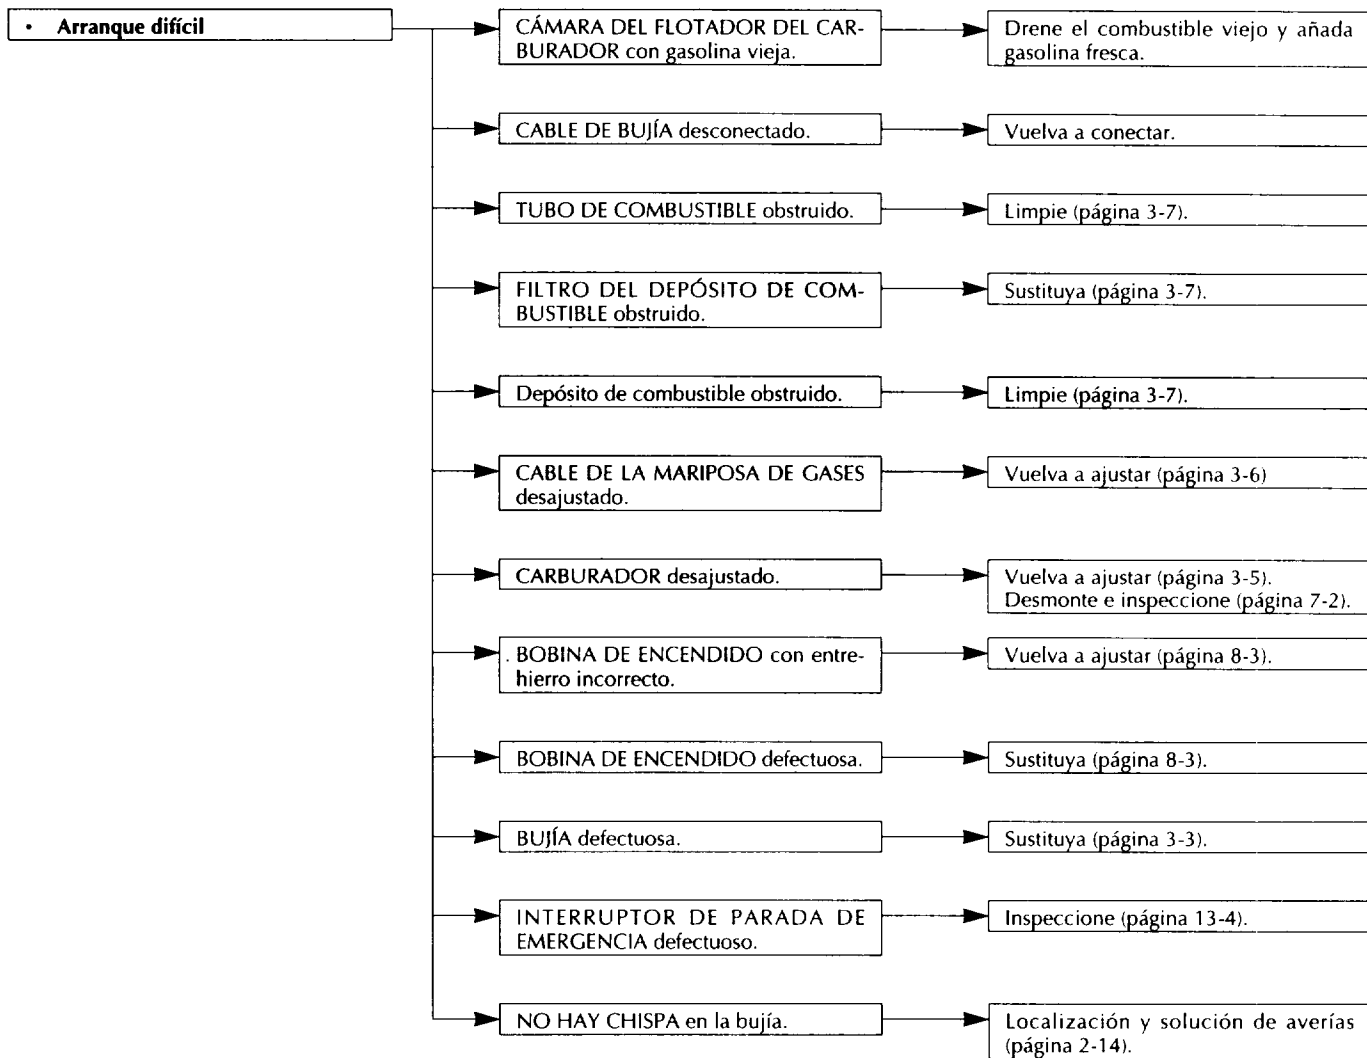 • Arranque difícil
CÁMARA DEL FLOTADOR DEL CAR-
BURADOR con gasolina vieja.
Drene el combustible viejo y añada
gasolina fresca.
CABLE DE BUJÍA desconectado.
Vuelva a conectar.
TUBO DE COMBUSTIBLE obstruido.
Limpie (página 3-7).
FILTRO DEL DEPÓSITO DE COM-
BUSTIBLE obstruido.
Sustituya (página 3-7).
Depósito de combustible obstruido.
Limpie (página 3-7).
CABLE DE LA MARIPOSA DE GASES
desajustado.
Vuelva a ajustar (página 3-6)
CARBURADOR desajustado.
Vuelva a ajustar (página 3-5).
Desmonte e inspeccione (página 7-2).
. BOBINA DE ENCENDIDO con entre-
hierro incorrecto.
Vuelva a ajustar (página 8-3).
BOBINA DE ENCENDIDO defectuosa.
Sustituya (página 8-3).
BUJÍA defectuosa.
Sustituya (página 3-3).
INTERRUPTOR DE PARADA DE
EMERGENCIA defectuoso.
Inspeccione (página 13-4).
NO HAY CHISPA en la bujía.
Localización y solución de averías
(página 2-14).